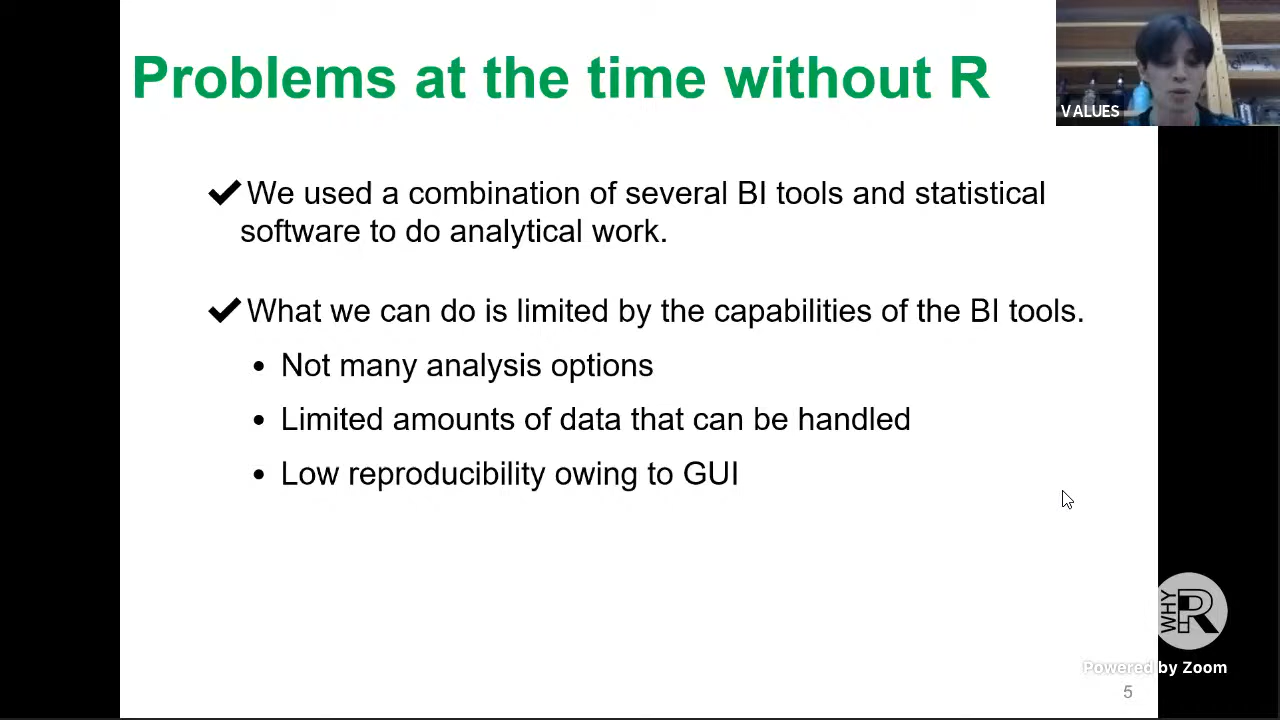 Problems at the time without R
VALUES
We used a combination of several BI tools and statistical
software to do analytical work.
What we can do is limited by the capabilities of the BI tools.
Not many analysis options
Limited amounts of data that can be handled
Low reproducibility owing to GUI
WHY R?
Powered by Zoom
5